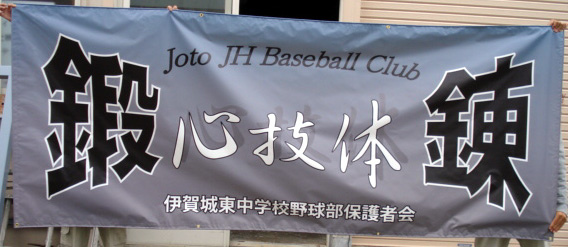 Joto JH Baseball Club
鍛 心技体 錬
伊賀城東中学校野球部保護者会